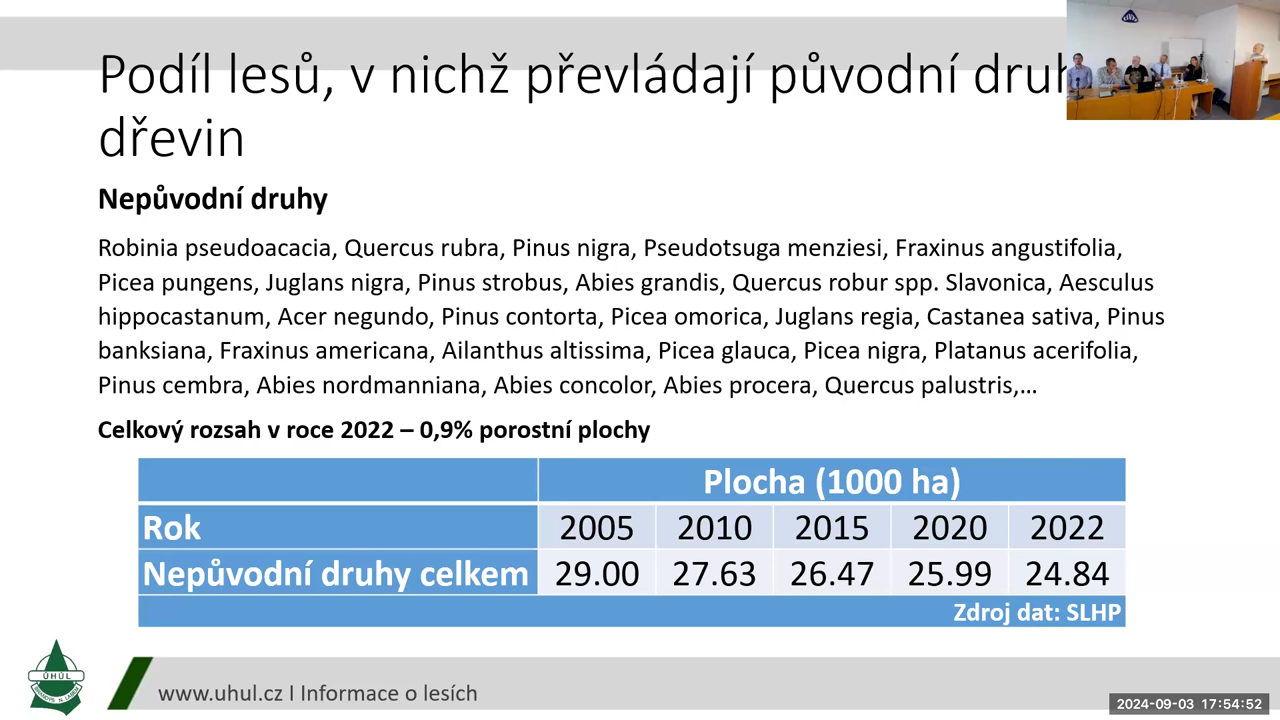 Podíl lesů, v nichž převládají původní druh
dřevin
Nepůvodní druhy
Robinia pseudoacacia, Quercus rubra, Pinus nigra, Pseudotsuga menziesi, Fraxinus angustifolia,
Picea pungens, Juglans nigra, Pinus strobus, Abies grandis, Quercus robur spp. Slavonica, Aesculus
hippocastanum, Acer negundo, Pinus contorta, Picea omorica, Juglans regia, Castanea sativa, Pinus
banksiana, Fraxinus americana, Ailanthus altissima, Picea glauca, Picea nigra, Platanus acerifolia,
Pinus cembra, Abies nordmanniana, Abies concolor, Abies procera, Quercus palustris,...
Celkový rozsah v roce 2022 – 0,9% porostní plochy
Plocha (1000 ha)
Rok 2005 2010 2015 2020 2022
Nepůvodní druhy celkem 29.00 27.63 26.47 25.99 24.84
Zdroj dat: SLHP
ÚHÚL
www.uhul.cz I Informace o lesích
2024-09-03 17:54:52